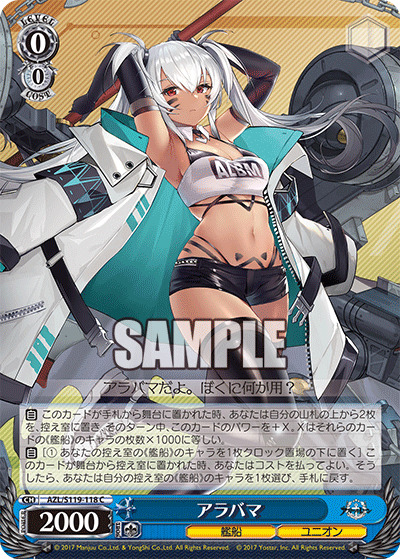 LEVEL
0
0
COST
AL:SMD
SAMPLE
アラバマだよ。ぼくに何か用？
自 このカードが手札から舞台に置かれた時、あなたは自分の山札の上から2枚
を、控え室に置き、そのターン中、このカードのパワーを＋X。Xはそれらのカー
ドの《艦船》のキャラの枚数×1000に等しい。
自 [(1) あなたの控え室の《艦船》のキャラを1枚クロック置場の下に置く] こ
のカードが控え室に置かれた時、あなたはコストを払ってよい。そうし
たら、あなたは自分の控え室の《艦船》のキャラを1枚選び、手札に戻す。
CH AZL/S119-118 C
2000
アラバマ
艦船 ユニオン
© 2017 Manjuu Co.,Ltd. & YongShi Co.,Ltd. All Rights Reserved. © 2017 Yostar, Inc. All Rights Reserved.